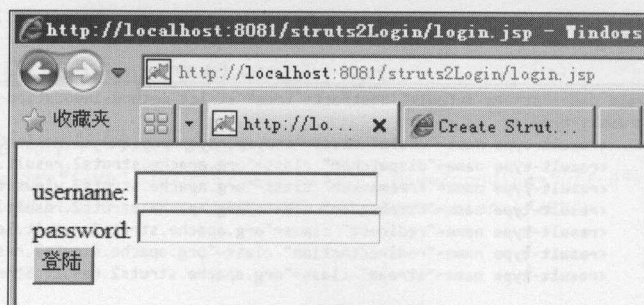 http://localhost:8081/struts2Login/login.jsp - Windows
http://localhost:8081/struts2Login/login.jsp
收藏夹 http://lo... Create Strut...
username:
password:
登陆